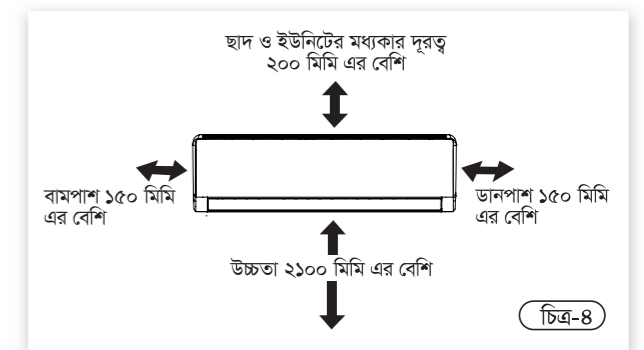 ছাদ ও ইউনিটের মধ্যকার দূরত্ব
২০০ মিমি এর বেশি
বামপাশ ১৫০ মিমি
এর বেশি
ডানপাশ ১৫০ মিমি
এর বেশি
উচ্চতা ২১০০ মিমি এর বেশি
চিত্র-৪